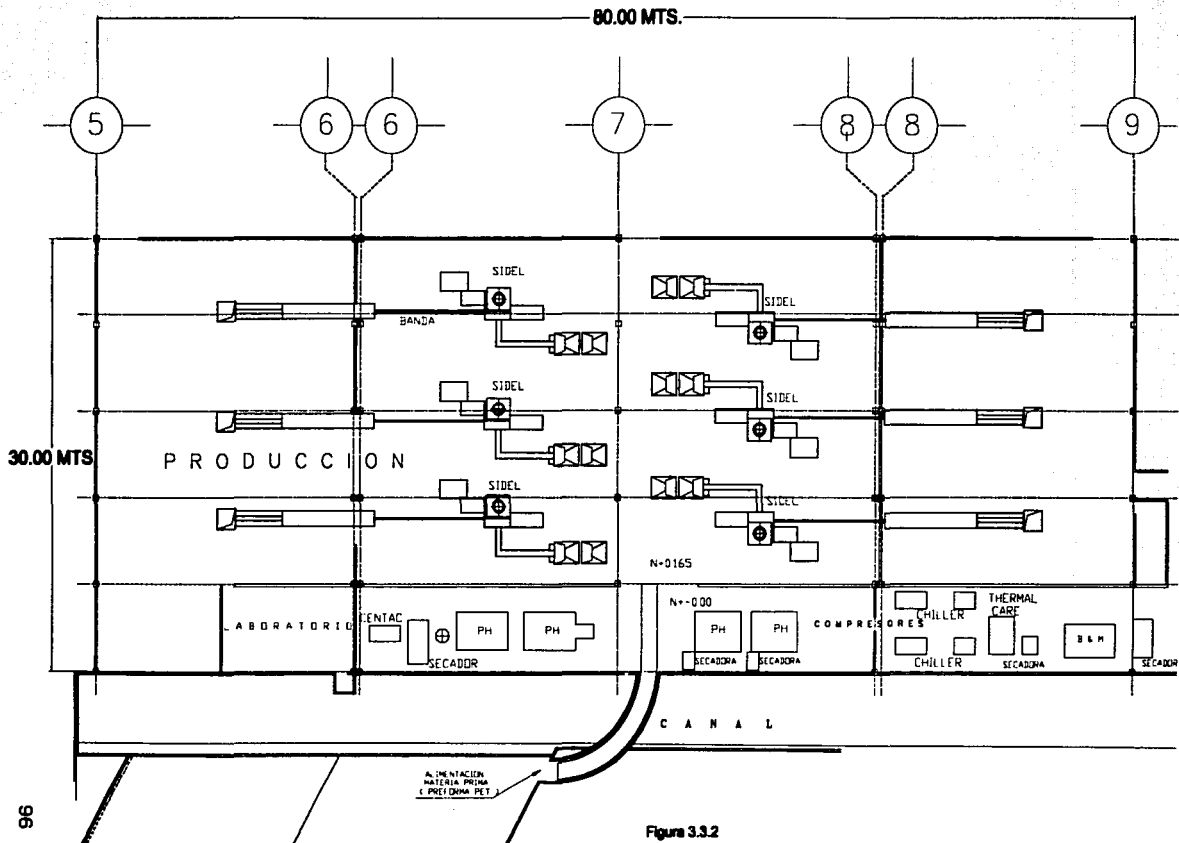 80.00 MTS.
5
6
6
7
8
8
9
SIDEL
SIDEL
BANDA
SIDEL
SIDEL
30.00 MTS
PRODUCCION
SIDEL
SIDEL
N+0165
N+-000
LABORATORIO
CENTAC
SECADOR
PH
PH
PH
PH
SECADORA
SECADORA
COMPRESORES
CHILLER
THERMAL
CARE
CHILLER
SECADORA
B & M
SECADOR
CANAL
ALIMENTACION
MATERIA PRIMA
( PREFORMA PET )
96
Figura 3.3.2